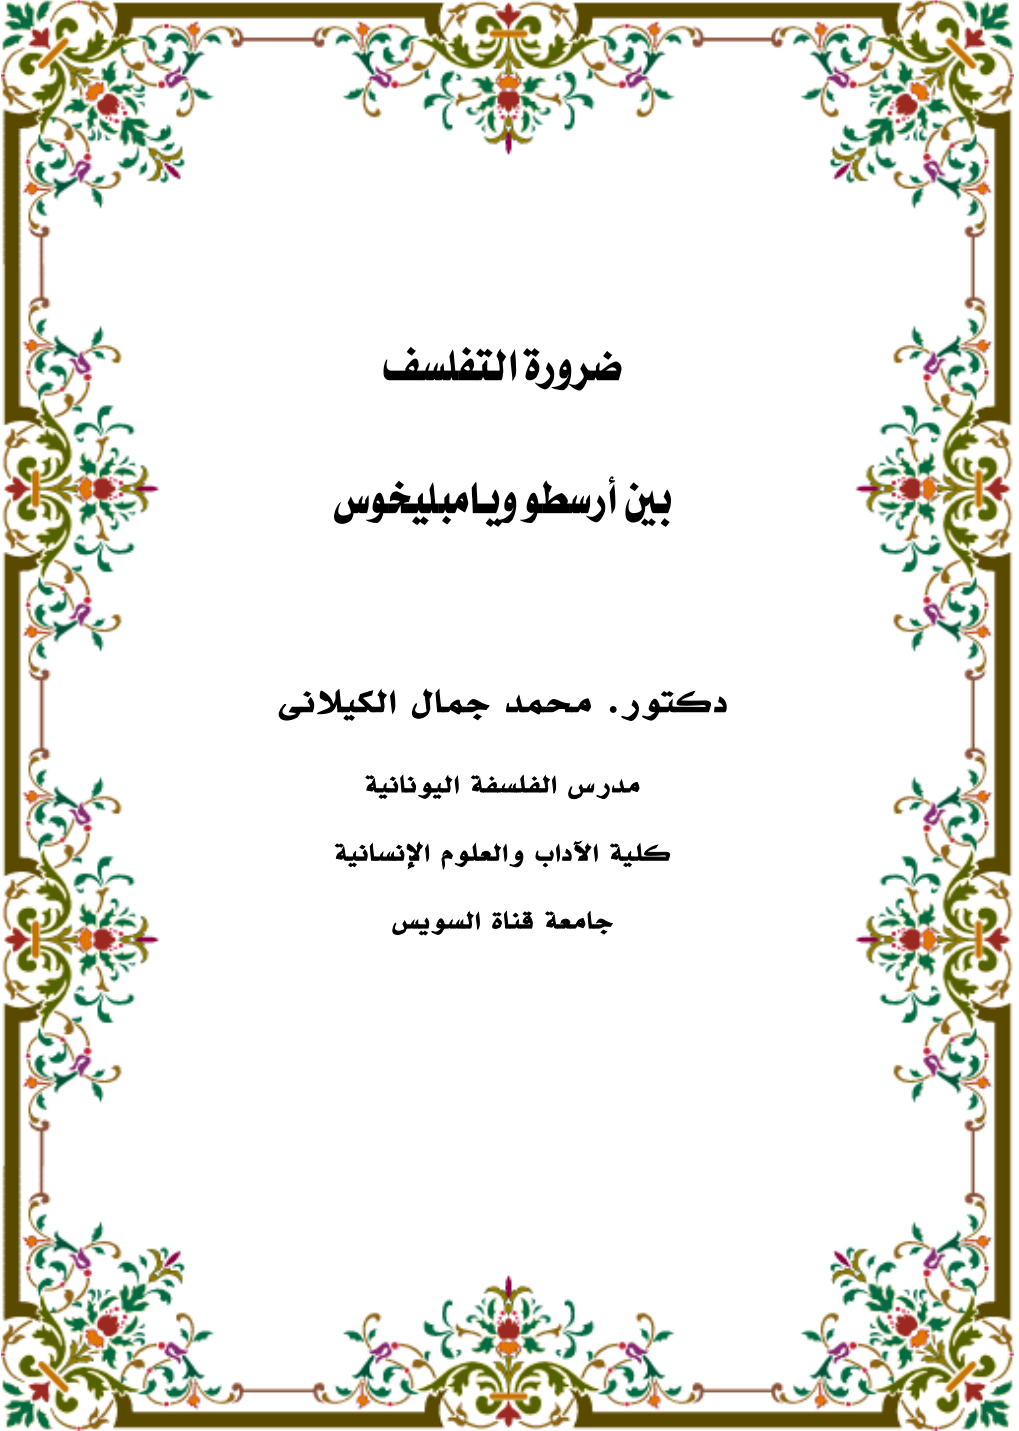 ضرورة التفلسف
بين أرسطو ويامبليخوس
دكتور. محمد جمال الكيلانى
مدرس الفلسفة اليونانية
كلية الآداب والعلوم الإنسانية
جامعة قناة السويس